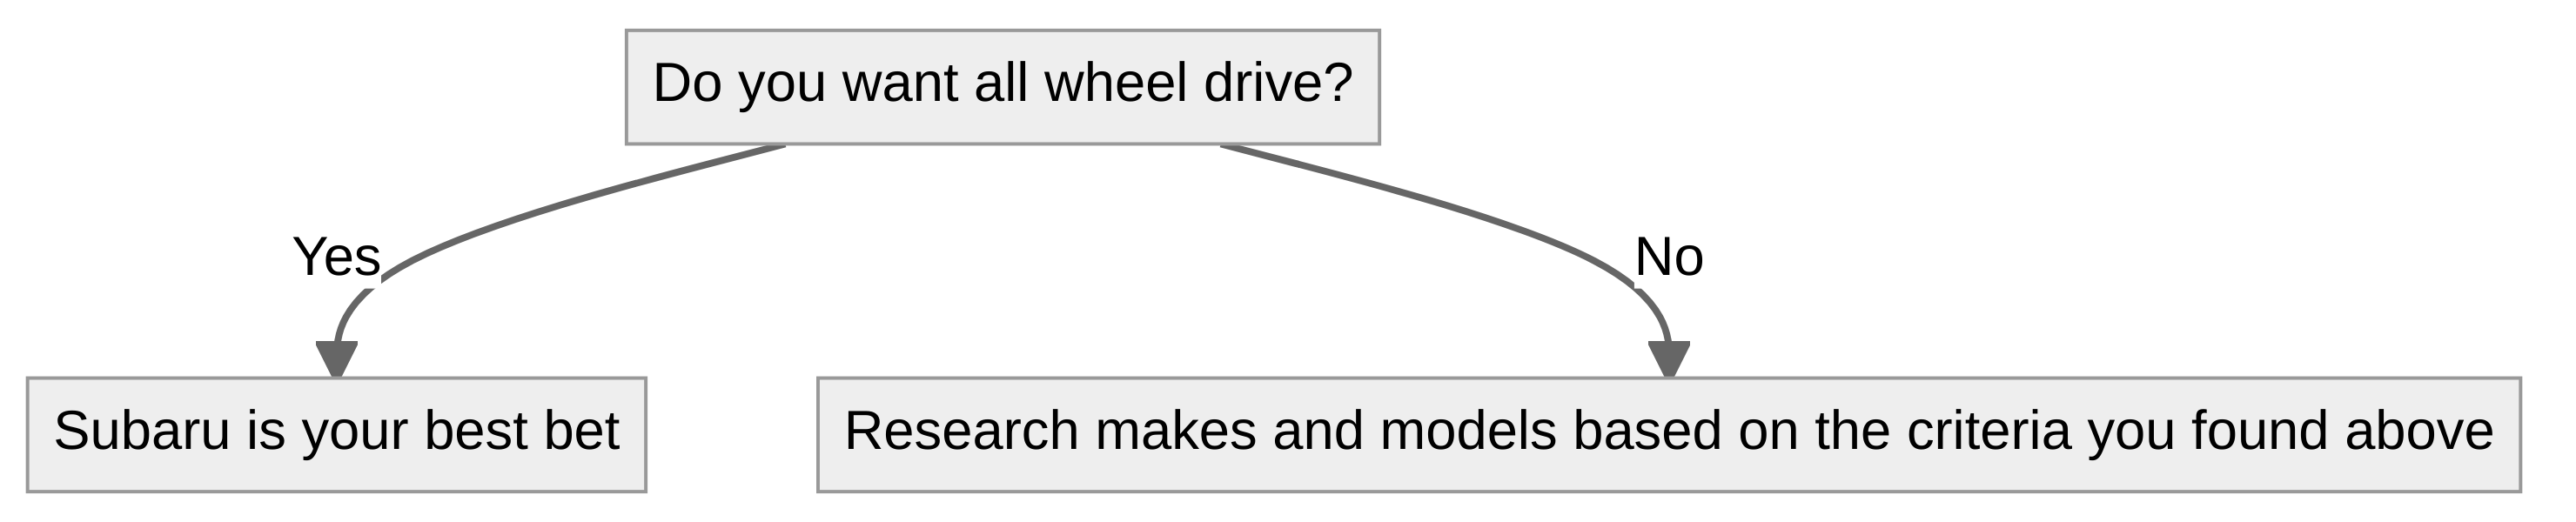 Do you want all wheel drive?
Yes
No
Subaru is your best bet
Research makes and models based on the criteria you found above